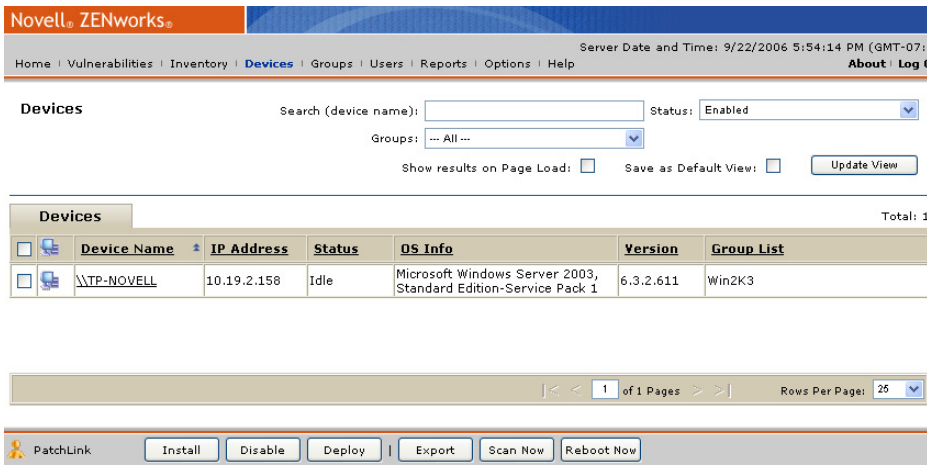 Novell® ZENworks®
Server Date and Time: 9/22/2006 5:54:14 PM (GMT-07:
Home | Vulnerabilities | Inventory | Devices | Groups | Users | Reports | Options | Help
About | Log
Devices
Search (device name):
Status: Enabled
Groups: --- All ---
Show results on Page Load:
Save as Default View:
Update View
Devices
Total: 1
Device Name IP Address Status OS Info Version Group List
\\TP-NOVELL 10.19.2.158 Idle Microsoft Windows Server 2003, 6.3.2.611 Win2K3
Standard Edition-Service Pack 1
|< < 1 of 1 Pages > >| Rows Per Page: 25
PatchLink Install Disable Deploy | Export Scan Now Reboot Now